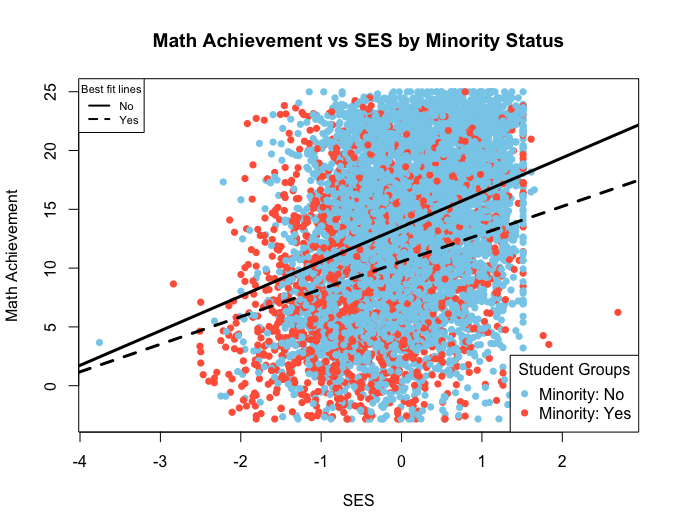 Math Achievement vs SES by Minority Status
Best fit lines
No
Yes
Math Achievement
25
20
15
10
5
0
Student Groups
Minority: No
Minority: Yes
-4 -3 -2 -1 0 1 2
SES